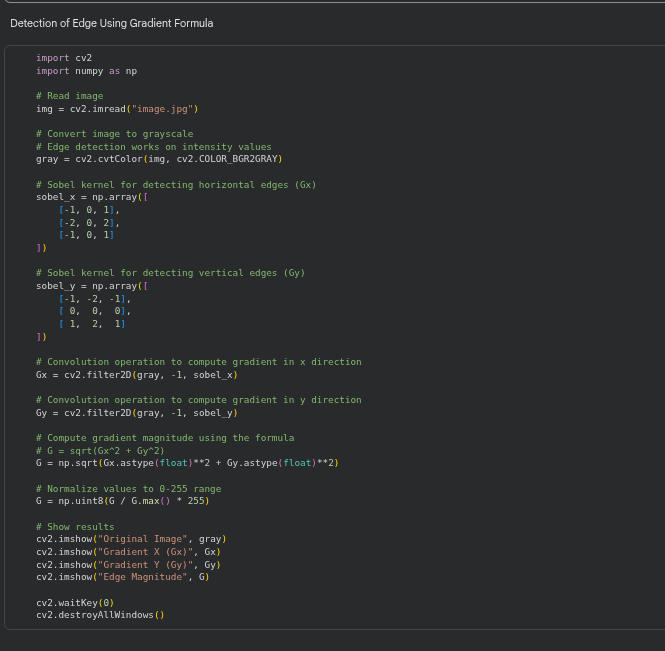 Detection of Edge Using Gradient Formula
import cv2
import numpy as np
# Read image
img = cv2.imread("image.jpg")
# Convert image to grayscale
# Edge detection works on intensity values
gray = cv2.cvtColor(img, cv2.COLOR_BGR2GRAY)
# Sobel kernel for detecting horizontal edges (Gx)
sobel_x = np.array([
    [-1, 0, 1],
    [-2, 0, 2],
    [-1, 0, 1]
])
# Sobel kernel for detecting vertical edges (Gy)
sobel_y = np.array([
    [-1, -2, -1],
    [ 0,  0,  0],
    [ 1,  2,  1]
])
# Convolution operation to compute gradient in x direction
Gx = cv2.filter2D(gray, -1, sobel_x)
# Convolution operation to compute gradient in y direction
Gy = cv2.filter2D(gray, -1, sobel_y)
# Compute gradient magnitude using the formula
# G = sqrt(Gx^2 + Gy^2)
G = np.sqrt(Gx.astype(float)**2 + Gy.astype(float)**2)
# Normalize values to 0-255 range
G = np.uint8(G / G.max() * 255)
# Show results
cv2.imshow("Original Image", gray)
cv2.imshow("Gradient X (Gx)", Gx)
cv2.imshow("Gradient Y (Gy)", Gy)
cv2.imshow("Edge Magnitude", G)
cv2.waitKey(0)
cv2.destroyAllWindows()